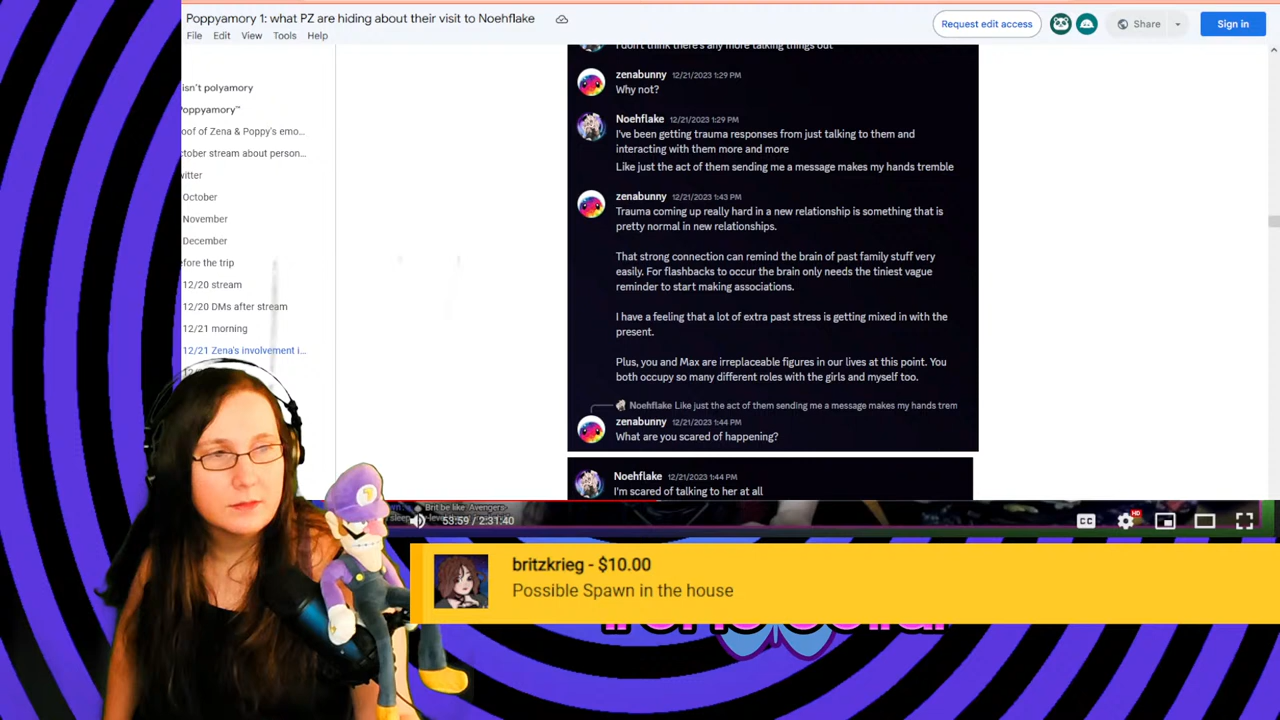 Poppyamory 1: what PZ are hiding about their visit to Noehflake
Request edit access
Share
Sign in
File Edit View Tools Help
isn't polyamory
Poppyamory™
oof of Zena & Poppy's emo...
ctober stream about person...
witter
October
November
December
efore the trip
12/20 stream
12/20 DMs after stream
12/21 morning
12/21 Zena's involvement i...
I don't think there's any more talking things out
zenabunny 12/21/2023 1:29 PM
Why not?
Noehflake 12/21/2023 1:29 PM
I've been getting trauma responses from just talking to them and
interacting with them more and more
Like just the act of them sending me a message makes my hands tremble
zenabunny 12/21/2023 1:43 PM
Trauma coming up really hard in a new relationship is something that is
pretty normal in new relationships.
That strong connection can remind the brain of past family stuff very
easily. For flashbacks to occur the brain only needs the tiniest vague
reminder to start making associations.
I have a feeling that a lot of extra past stress is getting mixed in with the
present.
Plus, you and Max are irreplaceable figures in our lives at this point. You
both occupy so many different roles with the girls and myself too.
Noehflake Like just the act of them sending me a message makes my hands trem
zenabunny 12/21/2023 1:44 PM
What are you scared of happening?
Noehflake 12/21/2023 1:44 PM
I'm scared of talking to her at all
Brit be like, Avengers
53:59 / 2:31:40
CC
HD
britzkrieg - $10.00
Possible Spawn in the house